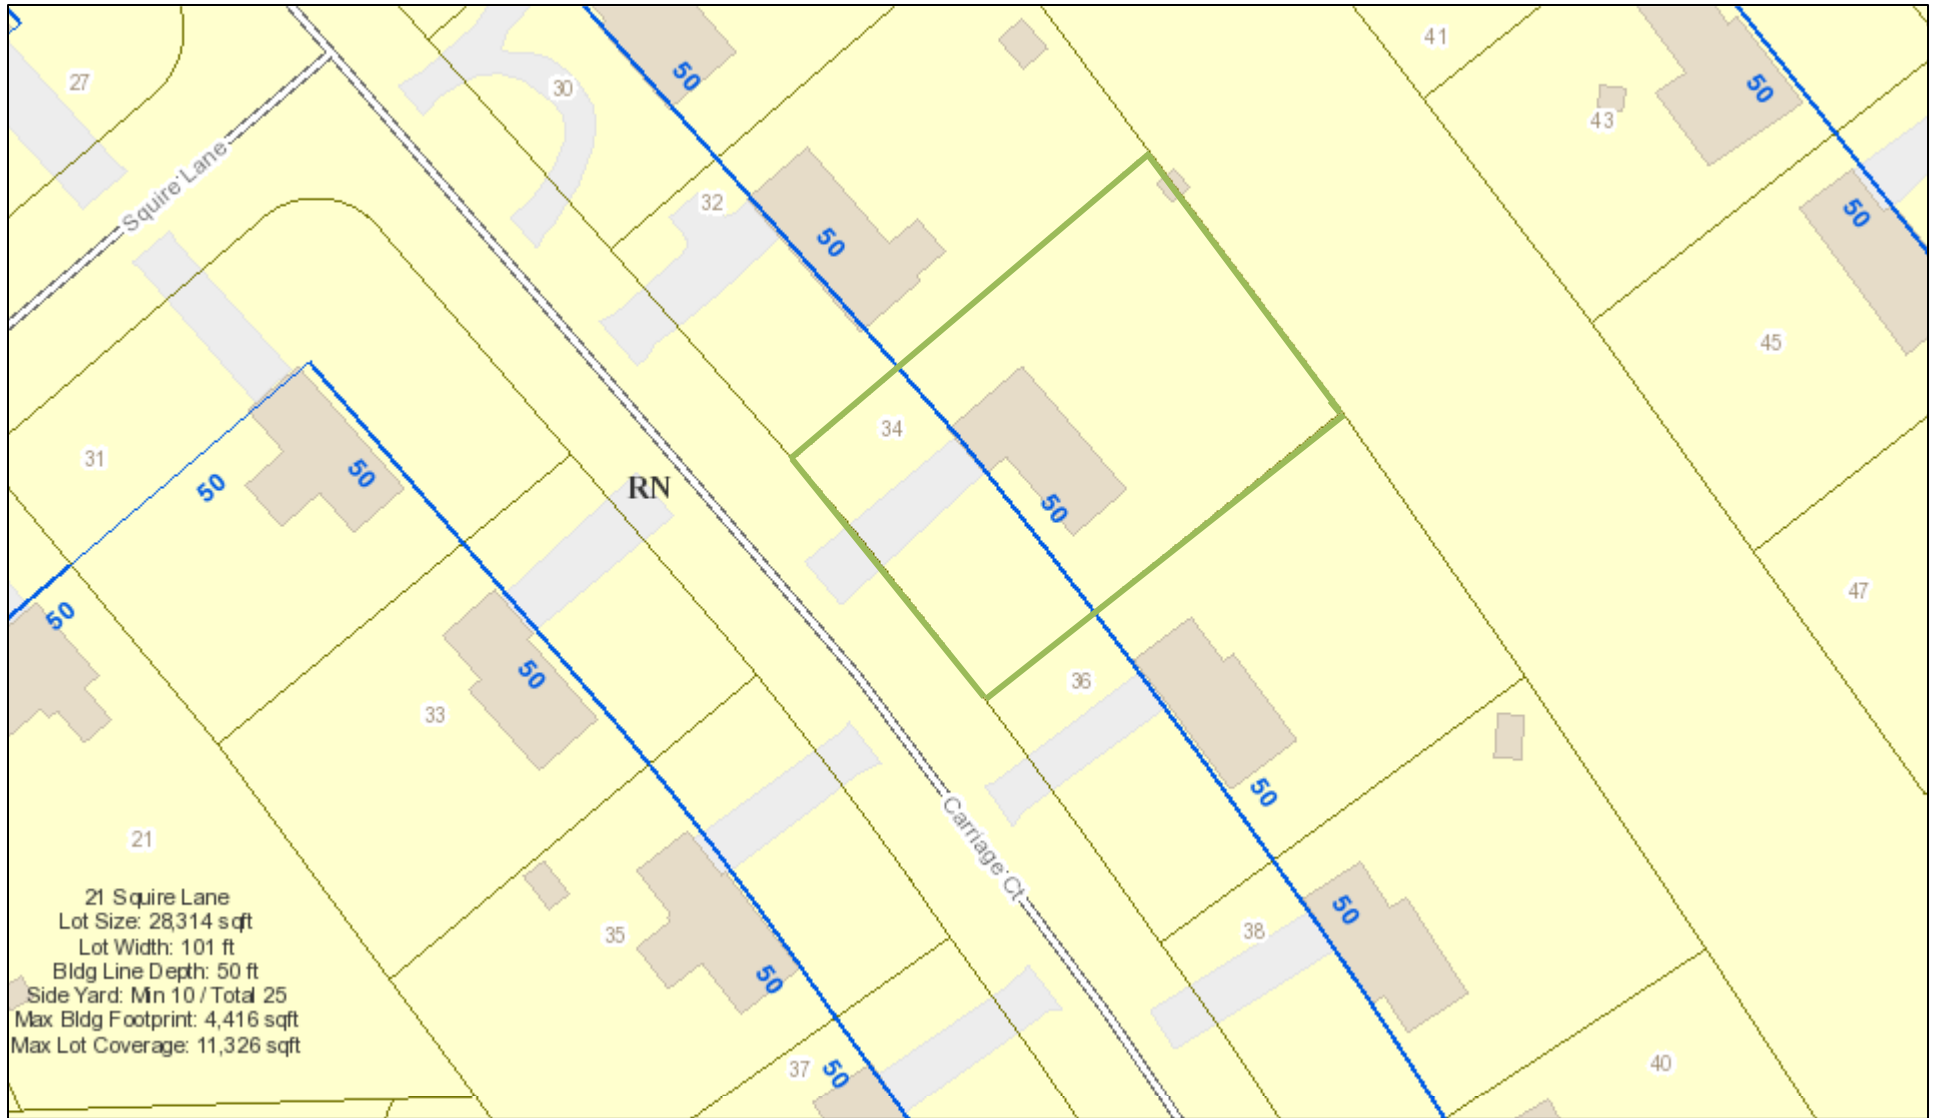 27
30
50
41
50
43
Squire Lane
32
50
50
45
34
31
50
50
RN
50
50
47
50
33
36
50
Carriage Ct
21
35
50
38
50
37
50
40
21 Squire Lane
Lot Size: 28,314 sqft
Lot Width: 101 ft
Bldg Line Depth: 50 ft
Side Yard: Min 10 / Total 25
Max Bldg Footprint: 4,416 sqft
Max Lot Coverage: 11,326 sqft